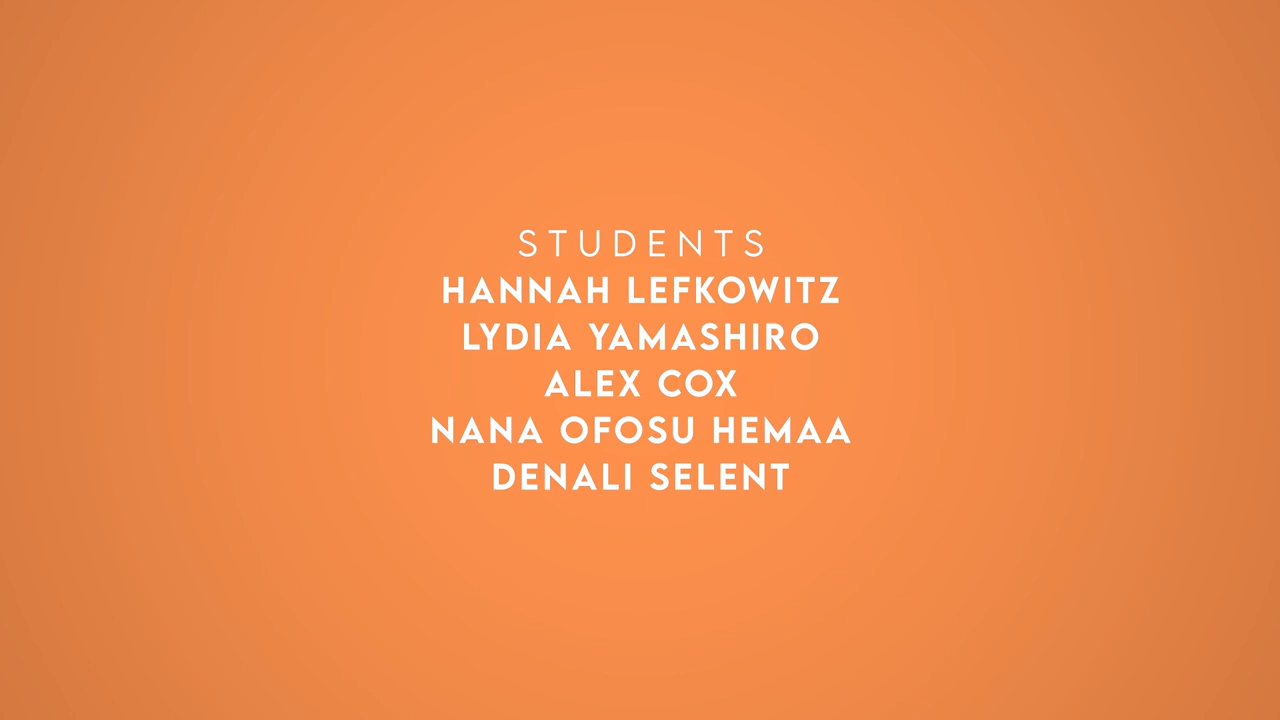 STUDENTS
HANNAH LEFKOWITZ
LYDIA YAMASHIRO
ALEX COX
NANA OFOSU HEMAA
DENALI SELENT